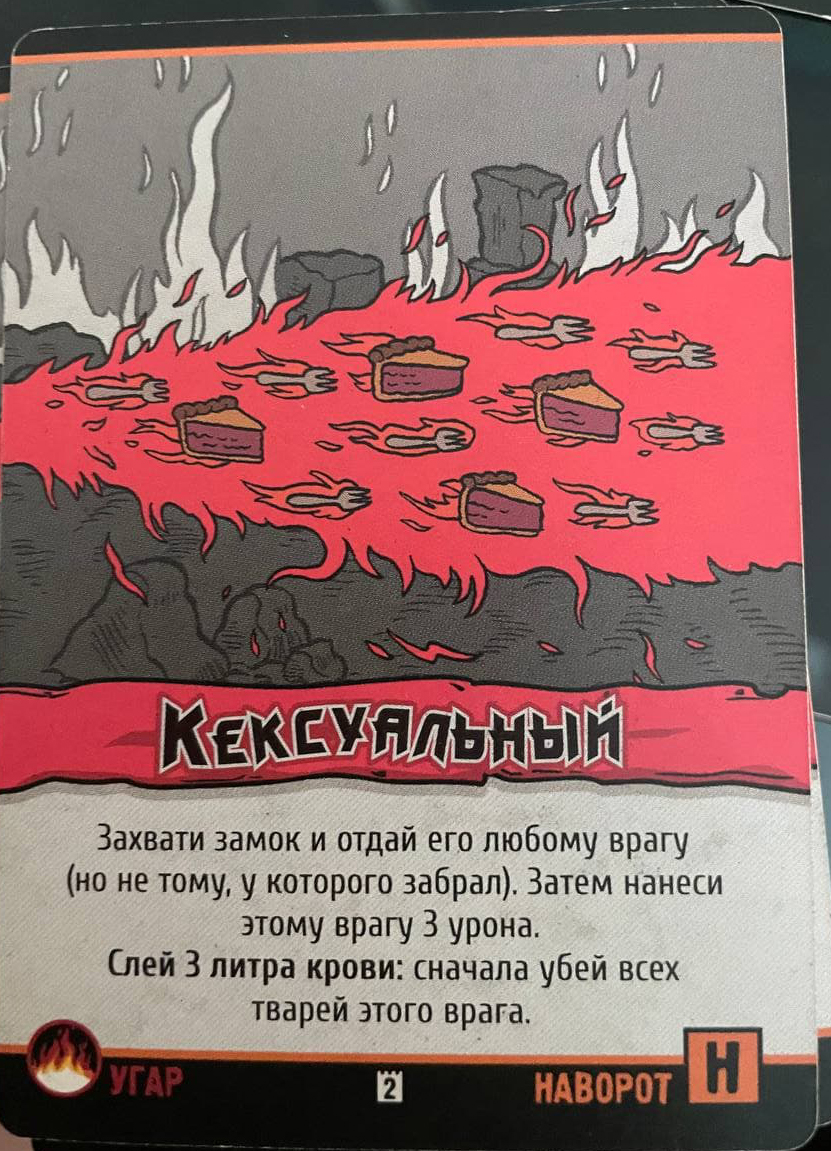 Кексуальный
Захвати замок и отдай его любому врагу
(но не тому, у которого забрал). Затем нанеси
этому врагу 3 урона.
Слей 3 литра крови: сначала убей всех
тварей этого врага.
УГАР
2
НАВОРОТ
Н